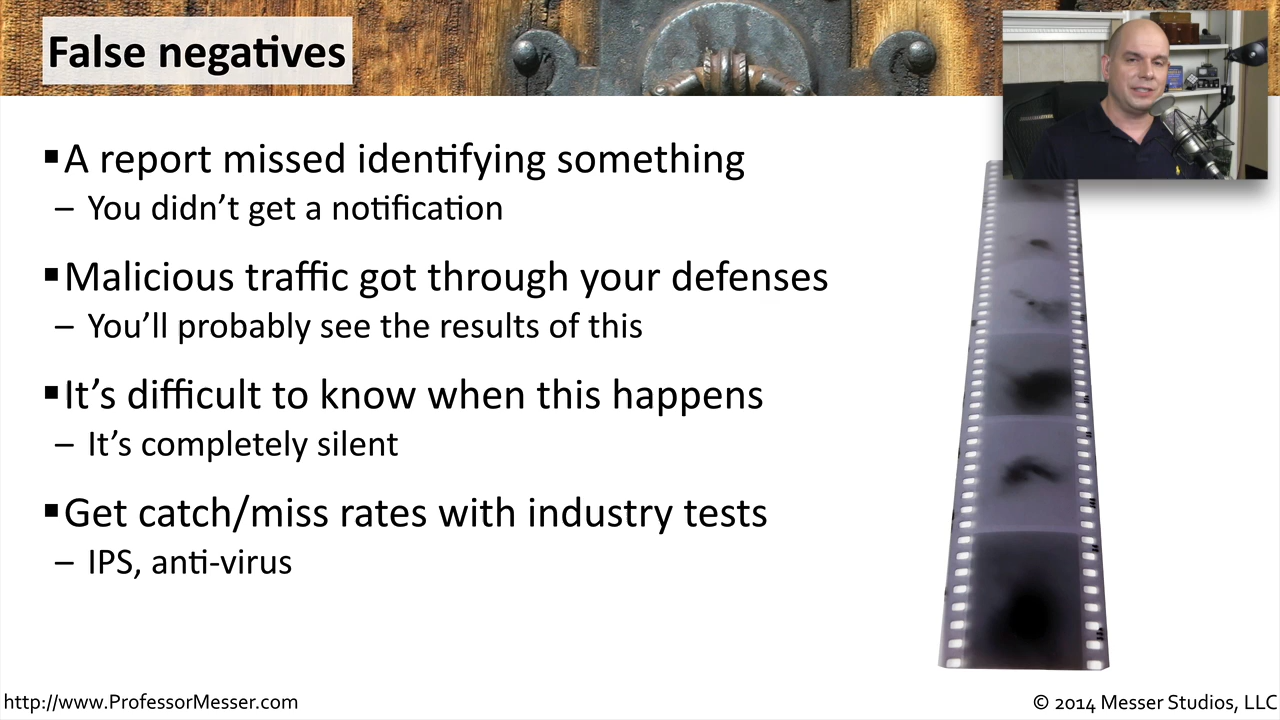 False negatives
▪A report missed identifying something
– You didn’t get a notification
▪Malicious traffic got through your defenses
– You’ll probably see the results of this
▪It’s difficult to know when this happens
– It’s completely silent
▪Get catch/miss rates with industry tests
– IPS, anti-virus
http://www.ProfessorMesser.com
© 2014 Messer Studios, LLC